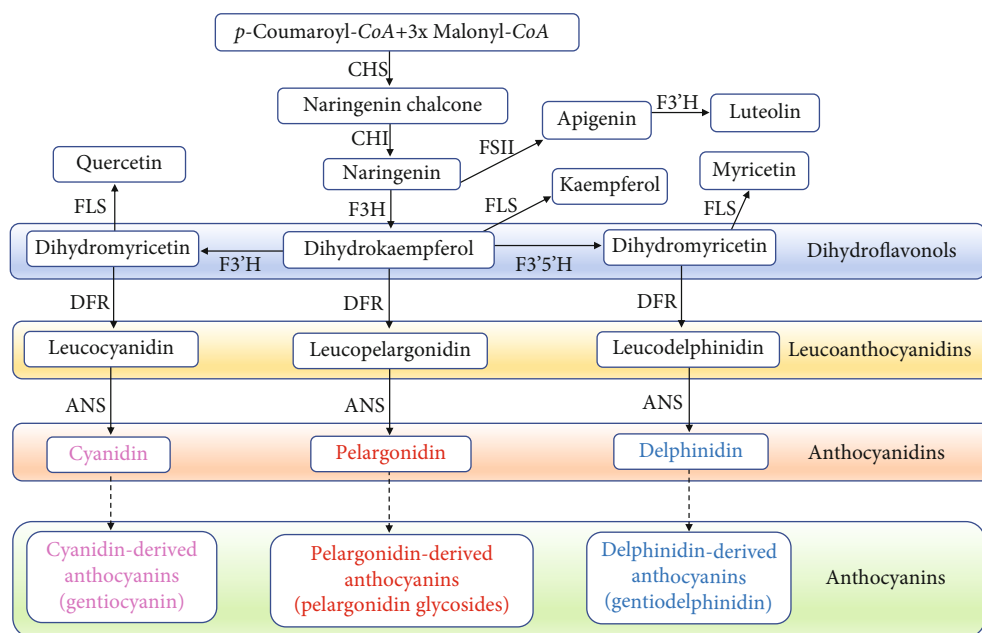 p-Coumaroyl-CoA+3x Malonyl-CoA
CHS
Naringenin chalcone
CHI
Naringenin
FSII
Apigenin
F3’H
Luteolin
Quercetin
FLS
F3H
FLS
Kaempferol
Myricetin
FLS
Dihydromyricetin
F3’H
Dihydrokaempferol
F3’5’H
Dihydromyricetin
Dihydroflavonols
DFR
DFR
DFR
Leucocyanidin
Leucopelargonidin
Leucodelphinidin
Leucoanthocyanidins
ANS
ANS
ANS
Cyanidin
Pelargonidin
Delphinidin
Anthocyanidins
Cyanidin-derived
anthocyanins
(gentiocyanin)
Pelargonidin-derived
anthocyanins
(pelargonidin glycosides)
Delphinidin-derived
anthocyanins
(gentiodelphinidin)
Anthocyanins